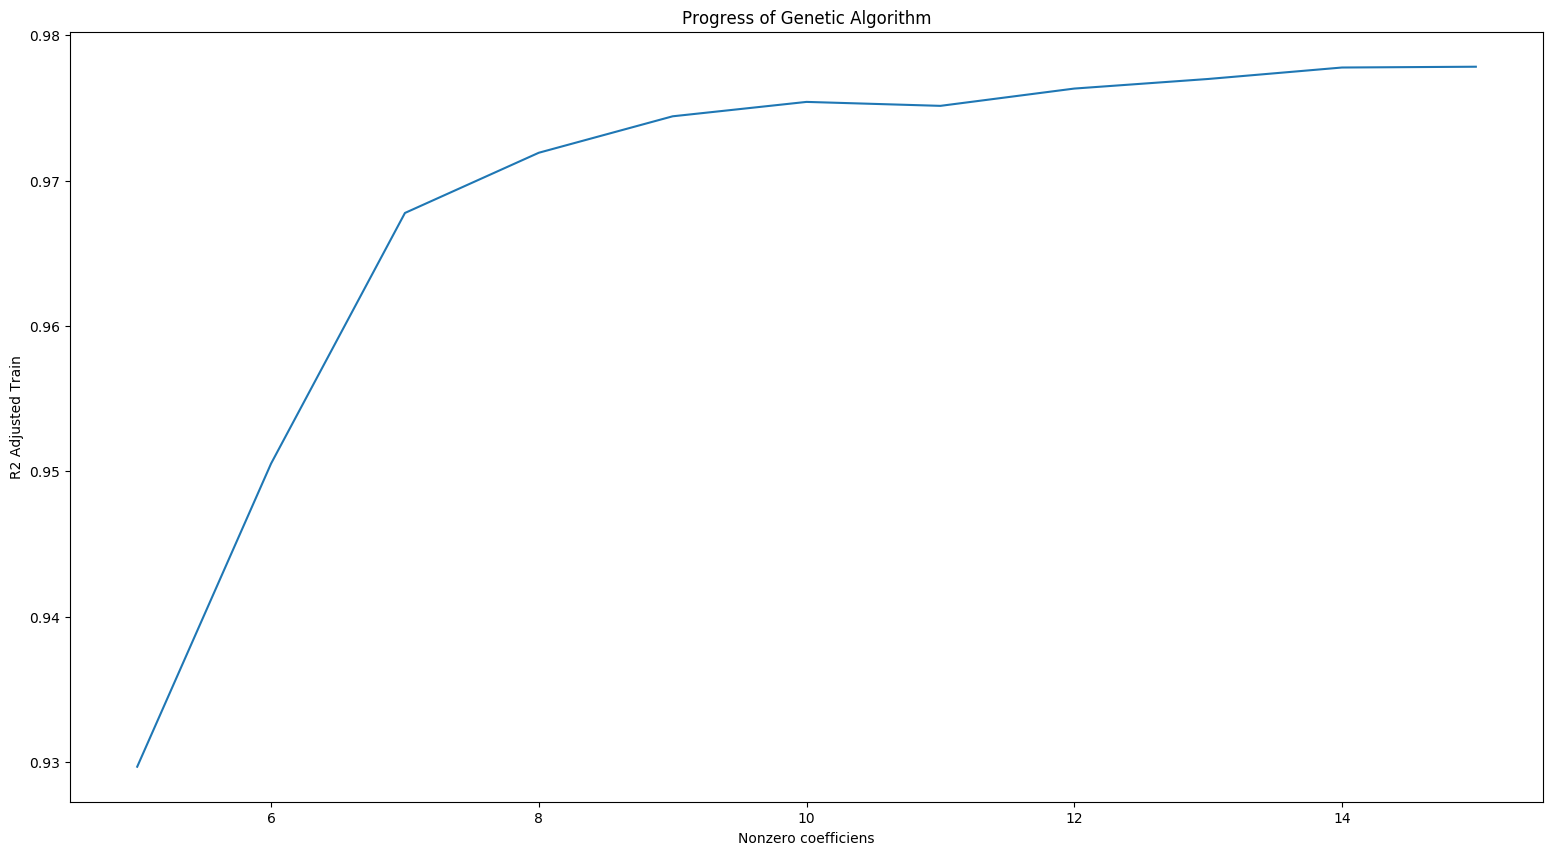 Progress of Genetic Algorithm
0.98
0.97
0.96
0.95
0.94
0.93
R2 Adjusted Train
6 8 10 12 14
Nonzero coefficiens